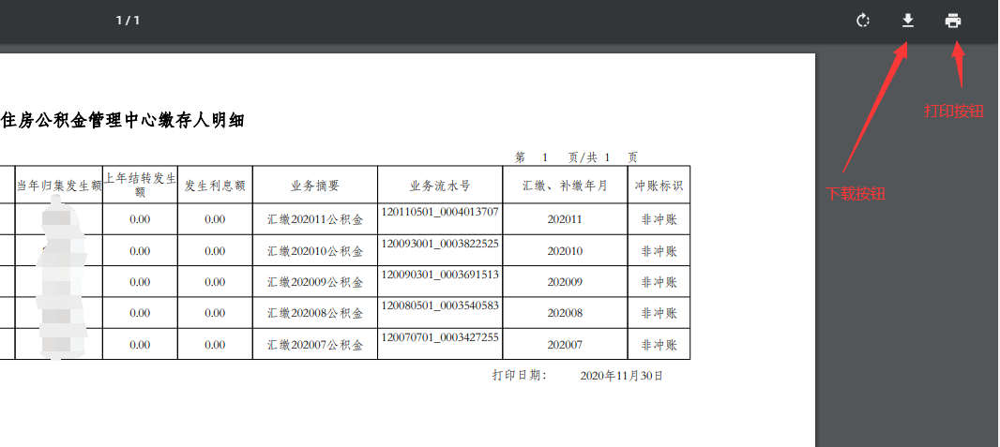 1 / 1
打印按钮
下载按钮
住房公积金管理中心缴存人明细
第 1 页/共 1 页
当年归集发生额 上年结转发生额 发生利息额 业务摘要 业务流水号 汇缴、补缴年月 冲账标识
0.00 0.00 汇缴202011公积金 120110501_0004013707 202011 非冲账
0.00 0.00 汇缴202010公积金 120093001_0003822525 202010 非冲账
0.00 0.00 汇缴202009公积金 120090301_0003691513 202009 非冲账
0.00 0.00 汇缴202008公积金 120080501_0003540583 202008 非冲账
0.00 0.00 汇缴202007公积金 120070701_0003427255 202007 非冲账
打印日期: 2020年11月30日